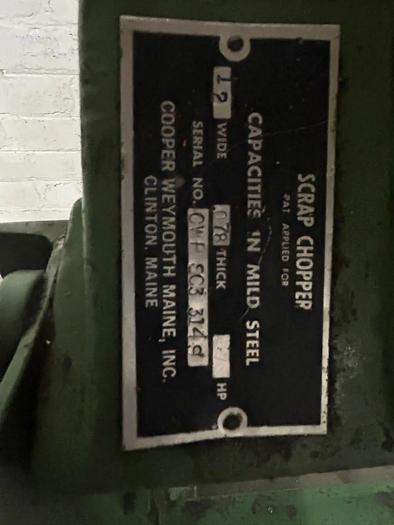 SCRAP CHOPPER
PAT. APPLIED FOR
CAPACITIES IN MILD STEEL
12 WIDE .078 THICK HP
SERIAL NO. CWF SC3 3149
COOPER WEYMOUTH MAINE, INC.
CLINTON, MAINE